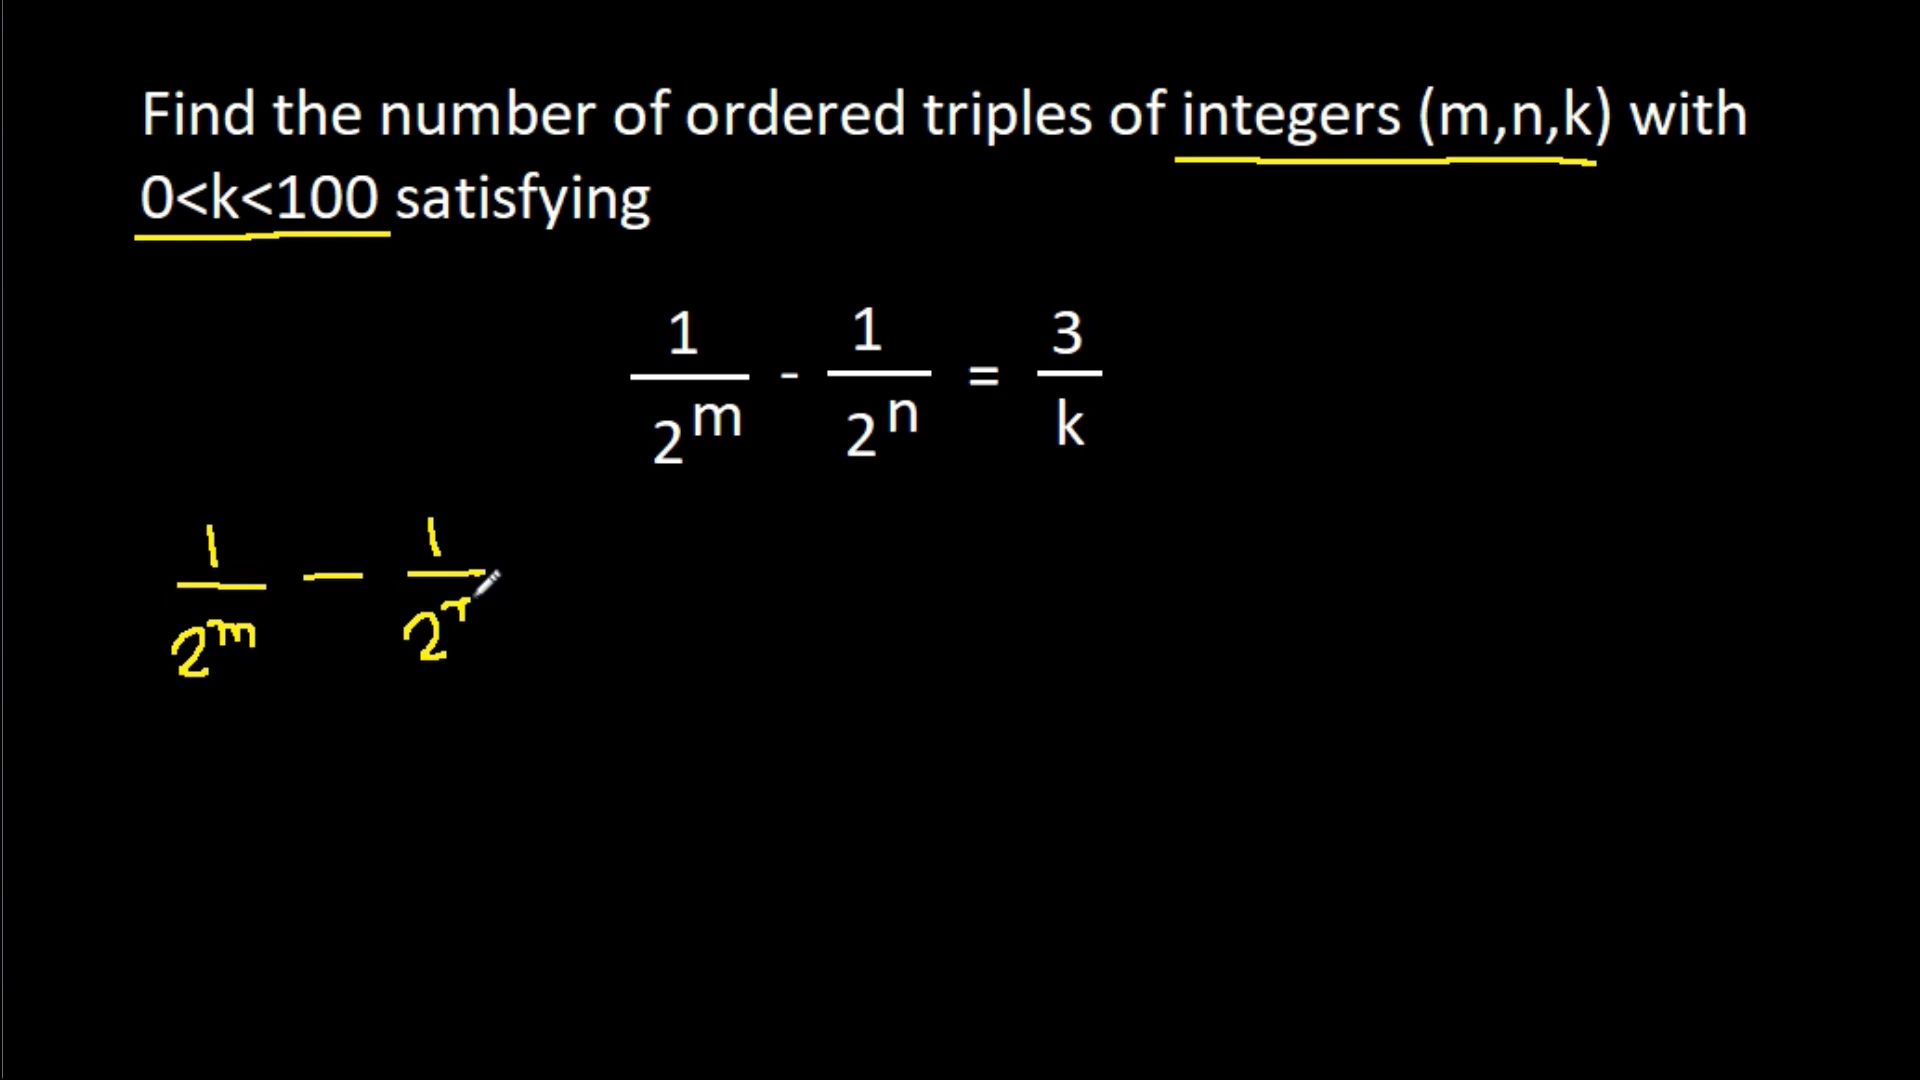 Find the number of ordered triples of integers (m,n,k) with
0<k<100 satisfying
1/2^m - 1/2^n = 3/k
1/2^m - 1/2^n